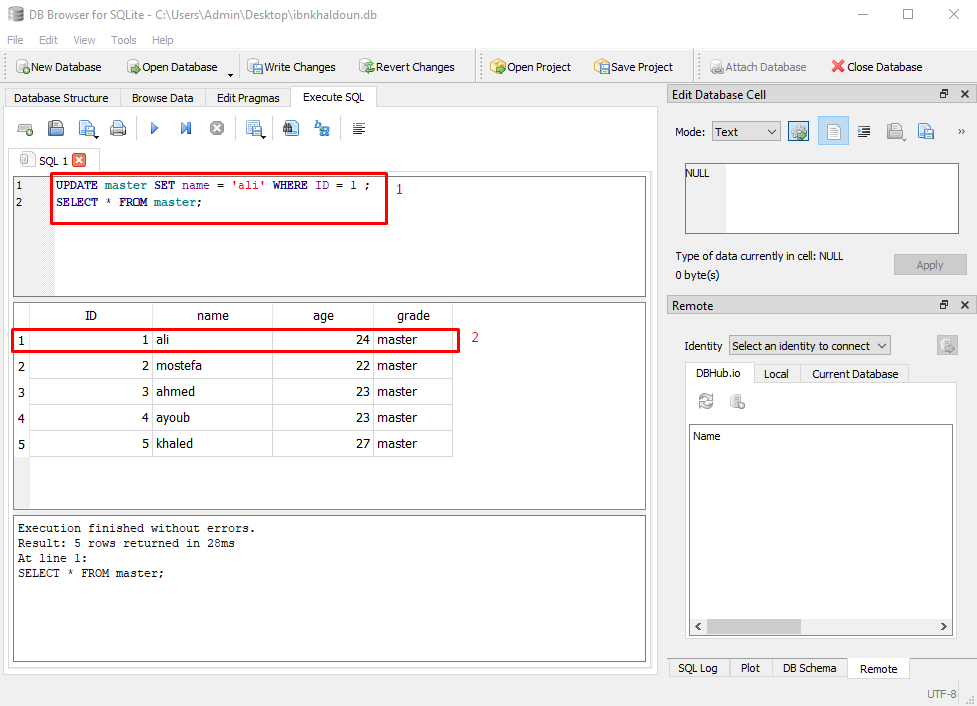 DB Browser for SQLite - C:\Users\Admin\Desktop\ibnkhaldoun.db
File Edit View Tools Help
New Database Open Database Write Changes Revert Changes Open Project Save Project Attach Database Close Database
Database Structure Browse Data Edit Pragmas Execute SQL
SQL 1
1 UPDATE master SET name = 'ali' WHERE ID = 1 ;
2 SELECT * FROM master;
1
ID name age grade
1 1 ali 24 master
2
2 2 mostefa 22 master
3 3 ahmed 23 master
4 4 ayoub 23 master
5 5 khaled 27 master
Execution finished without errors.
Result: 5 rows returned in 28ms
At line 1:
SELECT * FROM master;
Edit Database Cell
Mode: Text
NULL
Type of data currently in cell: NULL
0 byte(s)
Apply
Remote
Identity Select an identity to connect
DBHub.io Local Current Database
Name
SQL Log Plot DB Schema Remote
UTF-8